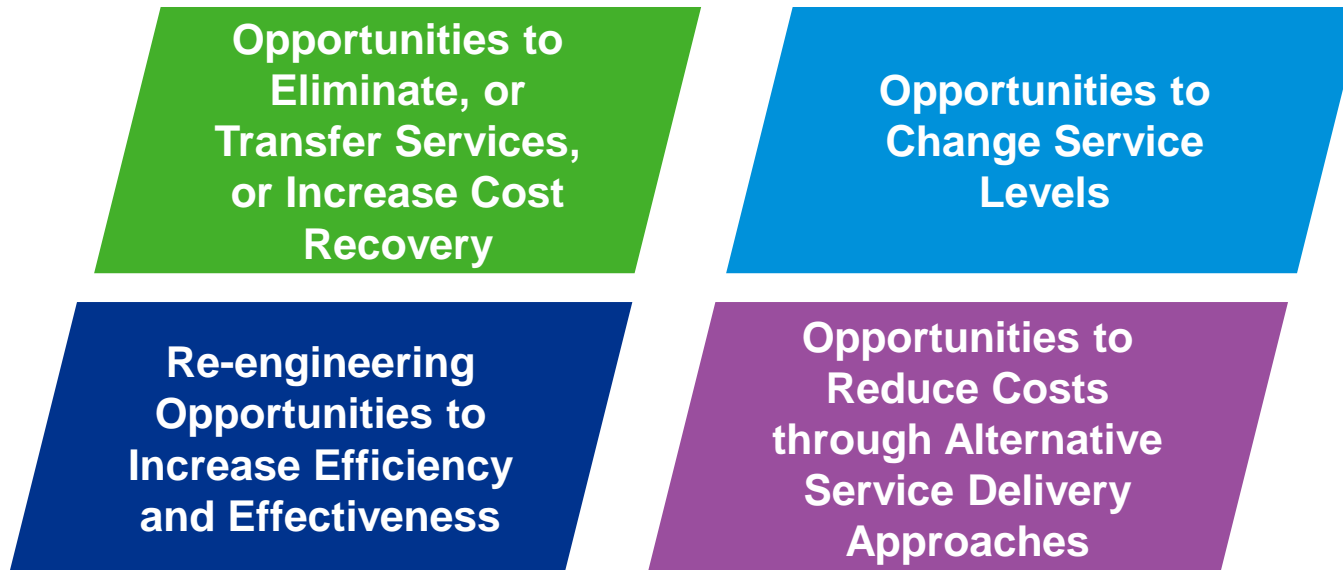 Opportunities to
Eliminate, or
Transfer Services,
or Increase Cost
Recovery
Opportunities to
Change Service
Levels
Re-engineering
Opportunities to
Increase Efficiency
and Effectiveness
Opportunities to
Reduce Costs
through Alternative
Service Delivery
Approaches